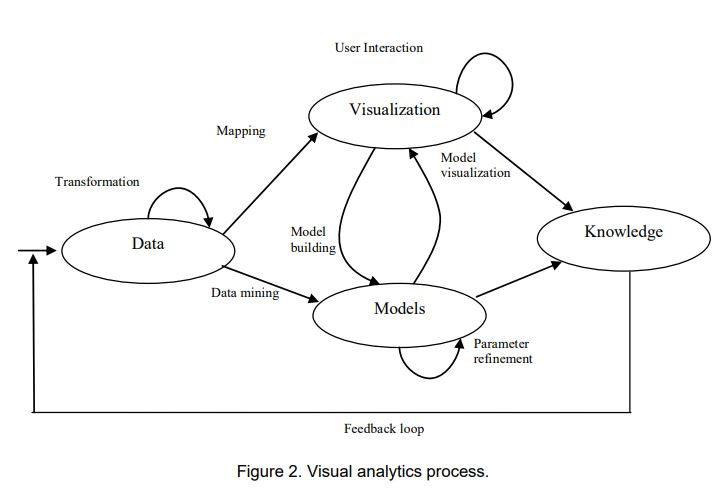 User Interaction
Visualization
Mapping
Model
visualization
Transformation
Knowledge
Data
Model
building
Data mining
Models
Parameter
refinement
Feedback loop
Figure 2. Visual analytics process.